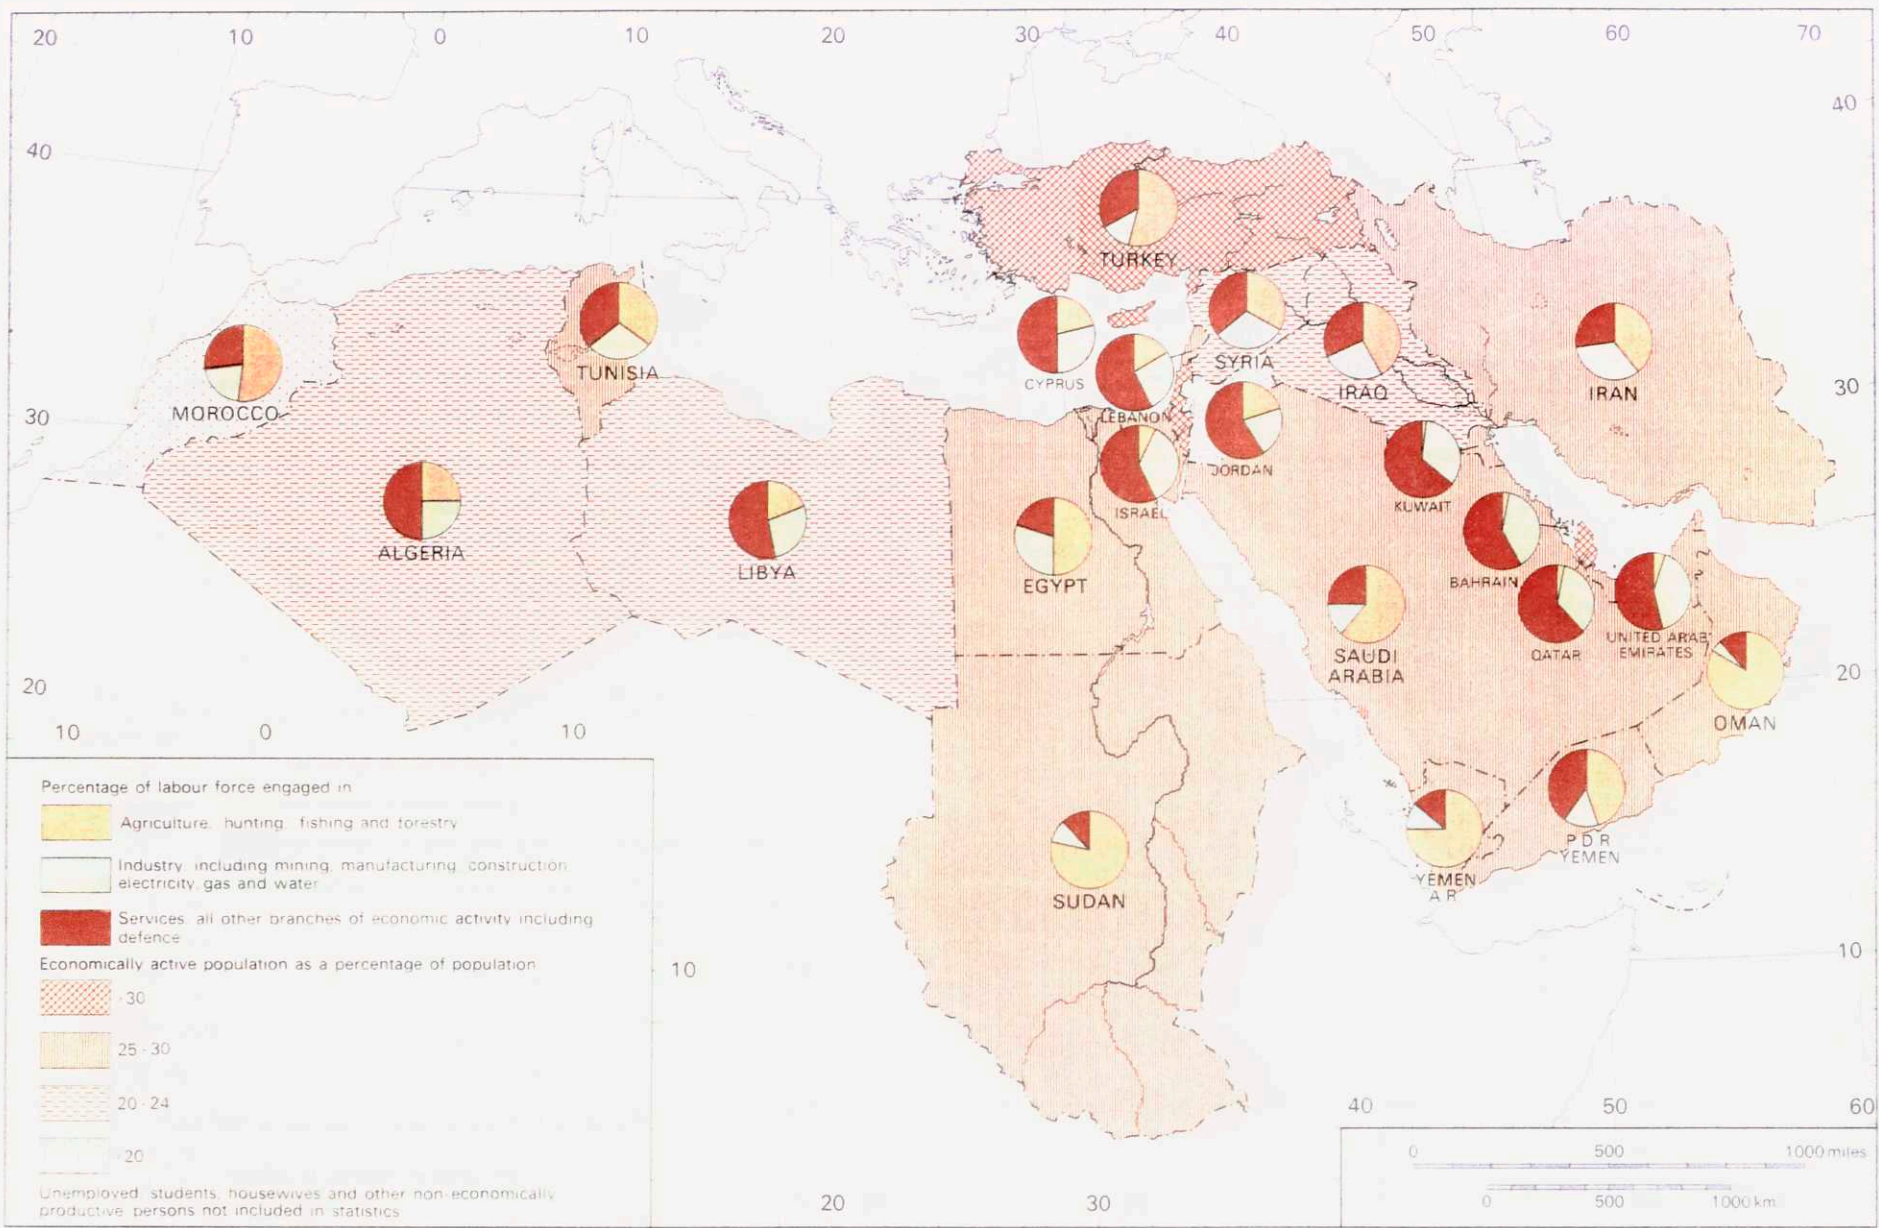 20 10 0 10 20 30 40 50 60 70
40
40
TURKEY
TUNISIA
CYPRUS
SYRIA
IRAQ
IRAN
30
MOROCCO
LEBANON
30
JORDAN
ISRAEL
KUWAIT
ALGERIA
LIBYA
EGYPT
BAHRAIN
QATAR
UNITED ARAB
EMIRATES
SAUDI
ARABIA
20
20
OMAN
10 0 10
P D R
YEMEN
YEMEN
A R
SUDAN
Percentage of labour force engaged in
Agriculture, hunting, fishing and forestry
Industry including mining, manufacturing, construction
electricity, gas and water
Services, all other branches of economic activity including
defence
Economically active population as a percentage of population
30
25 - 30
20 - 24
20
Unemployed, students, housewives and other non-economically
productive persons not included in statistics
10
10
40 50 60
20 30
0 500 1000 miles
0 500 1000 km